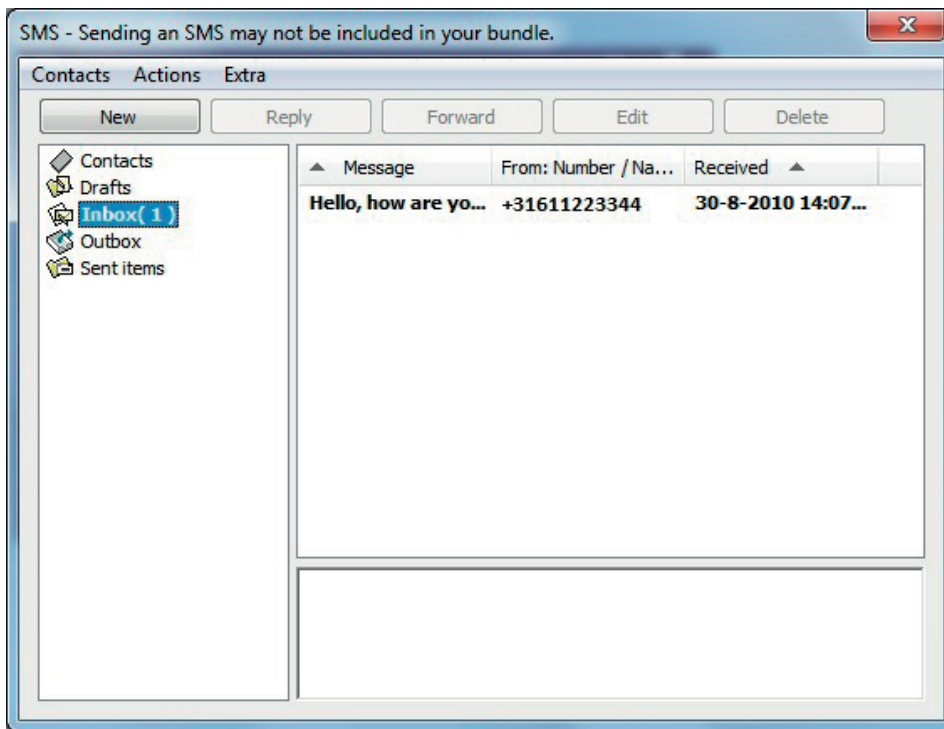 SMS - Sending an SMS may not be included in your bundle.
Contacts Actions Extra
New Reply Forward Edit Delete
Contacts
Drafts
Inbox( 1 )
Outbox
Sent items
Message From: Number / Na... Received
Hello, how are yo... +31611223344 30-8-2010 14:07...